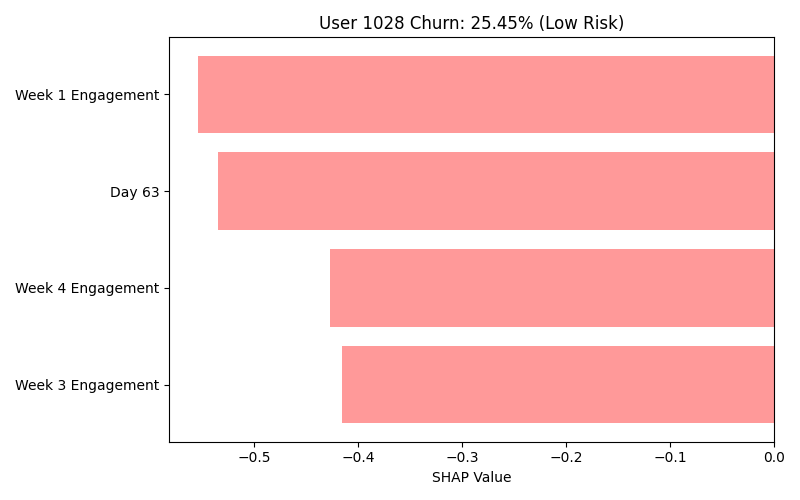 User 1028 Churn: 25.45% (Low Risk)
Week 1 Engagement
Day 63
Week 4 Engagement
Week 3 Engagement
−0.5 −0.4 −0.3 −0.2 −0.1 0.0
SHAP Value